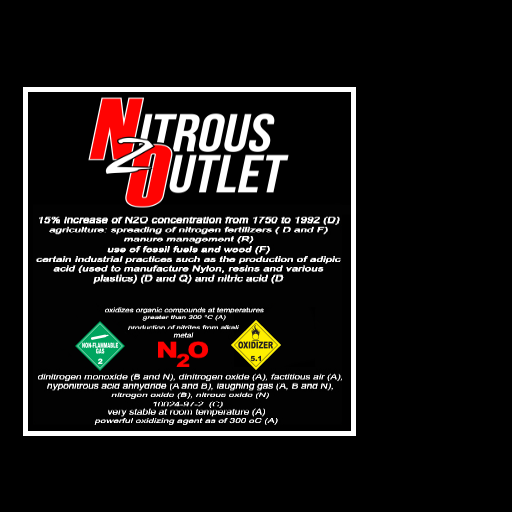 NITROUS
2
OUTLET
15% increase of N2O concentration from 1750 to 1992 (D)
agriculture: spreading of nitrogen fertilizers ( D and F)
manure management (R)
use of fossil fuels and wood (F)
certain industrial practices such as the production of adipic
acid (used to manufacture Nylon, resins and various
plastics) (D and Q) and nitric acid (D
oxidizes organic compounds at temperatures
greater than 300 °C (A)
production of nitrites from alkali
metal
NON-FLAMMABLE
GAS
2
N2O
OXIDIZER
5.1
dinitrogen monoxide (B and N), dinitrogen oxide (A), factitious air (A),
hyponitrous acid anhydride (A and B), laughing gas (A, B and N),
nitrogen oxide (B), nitrous oxide (N)
10024-97-2 (C)
very stable at room temperature (A)
powerful oxidizing agent as of 300 oC (A)